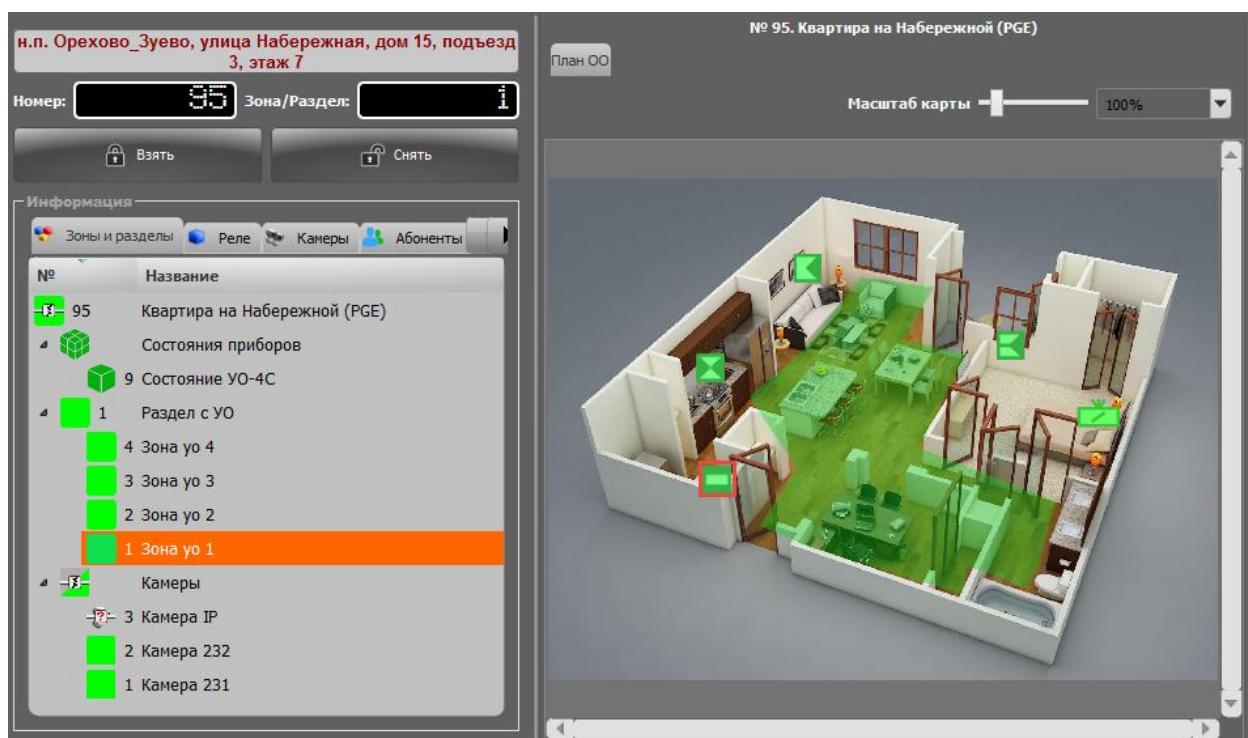 н.п. Орехово_Зуево, улица Набережная, дом 15, подъезд
3, этаж 7
Номер: 95 Зона/Раздел: 1
Взять Снять
Информация
Зоны и разделы Реле Камеры Абоненты
№ Название
95 Квартира на Набережной (PGE)
Состояния приборов
9 Состояние УО-4С
1 Раздел с УО
4 Зона уо 4
3 Зона уо 3
2 Зона уо 2
1 Зона уо 1
Камеры
3 Камера IP
2 Камера 232
1 Камера 231
№ 95. Квартира на Набережной (PGE)
План ОО
Масштаб карты 100%